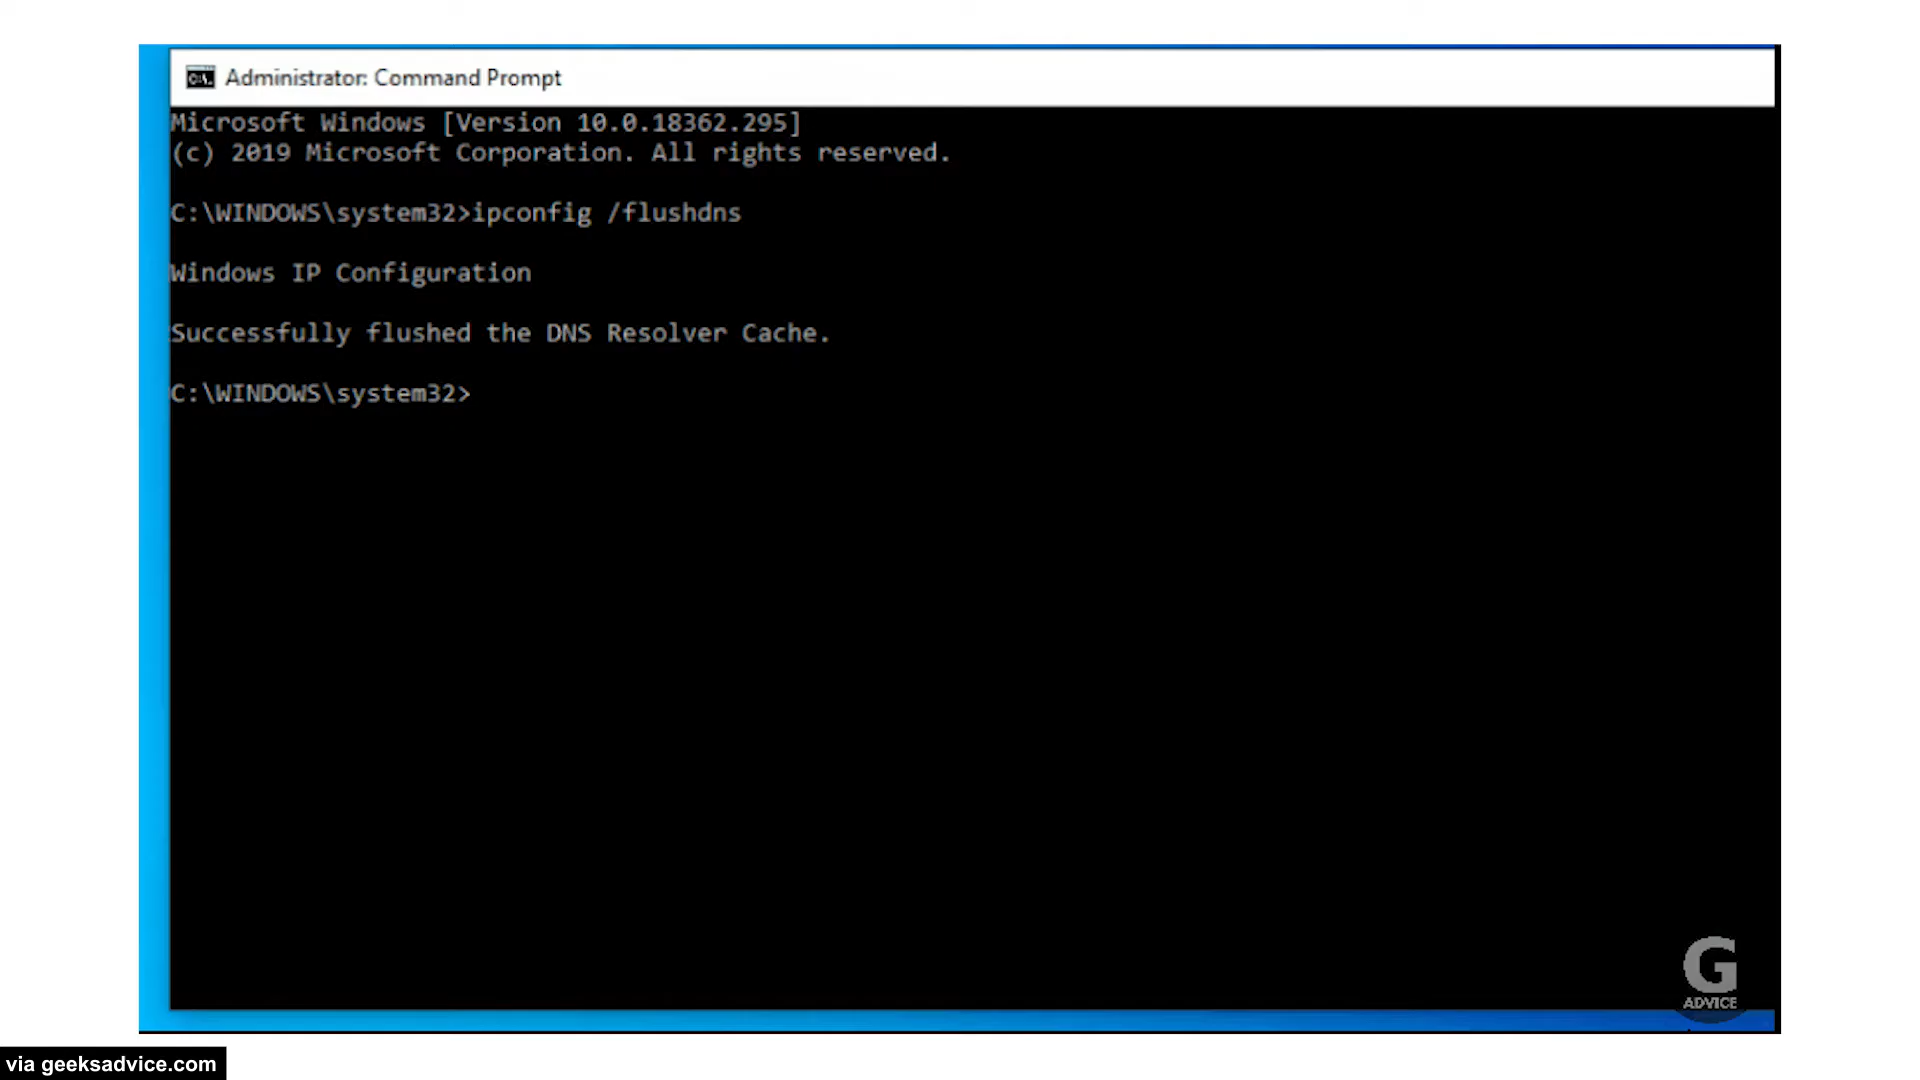 Administrator: Command Prompt
Microsoft Windows [Version 10.0.18362.295]
(c) 2019 Microsoft Corporation. All rights reserved.
C:\WINDOWS\system32>ipconfig /flushdns
Windows IP Configuration
Successfully flushed the DNS Resolver Cache.
C:\WINDOWS\system32>
G
ADVICE
via geeksadvice.com